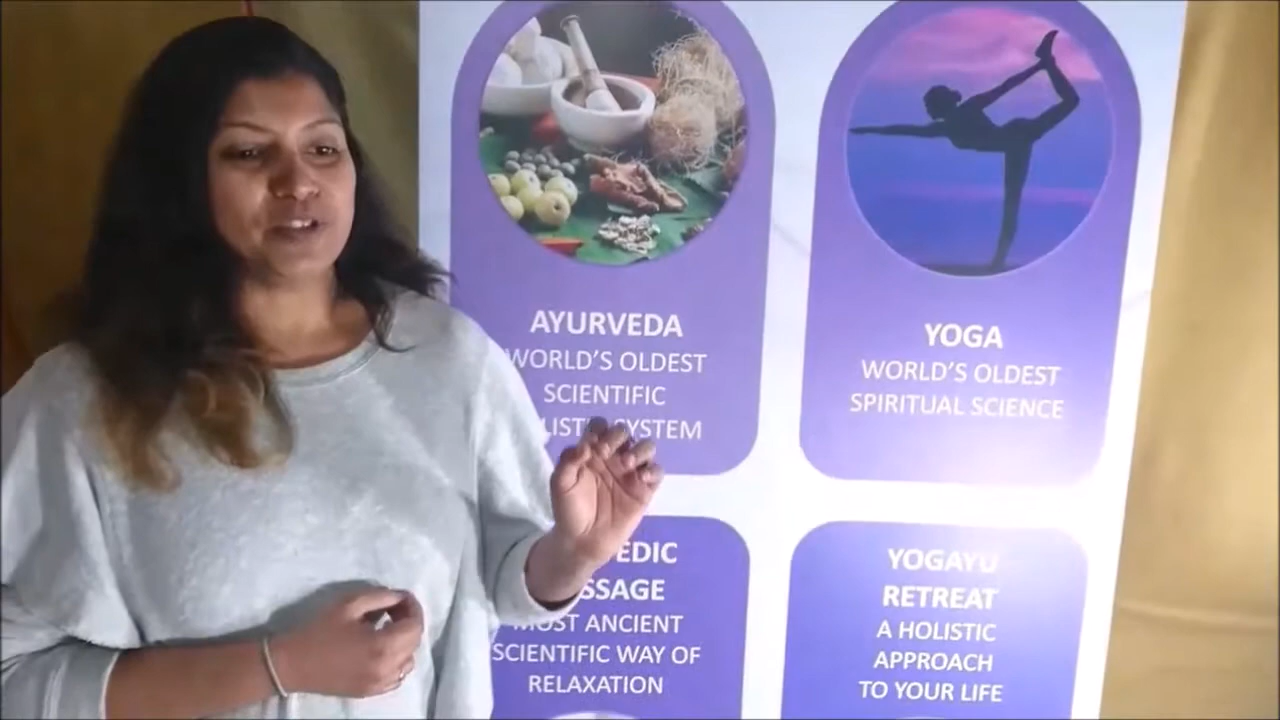 AYURVEDA
WORLD'S OLDEST
SCIENTIFIC
SYSTEM
YOGA
WORLD'S OLDEST
SPIRITUAL SCIENCE
MOST ANCIENT
SCIENTIFIC WAY OF
RELAXATION
YOGAYU
RETREAT
A HOLISTIC
APPROACH
TO YOUR LIFE